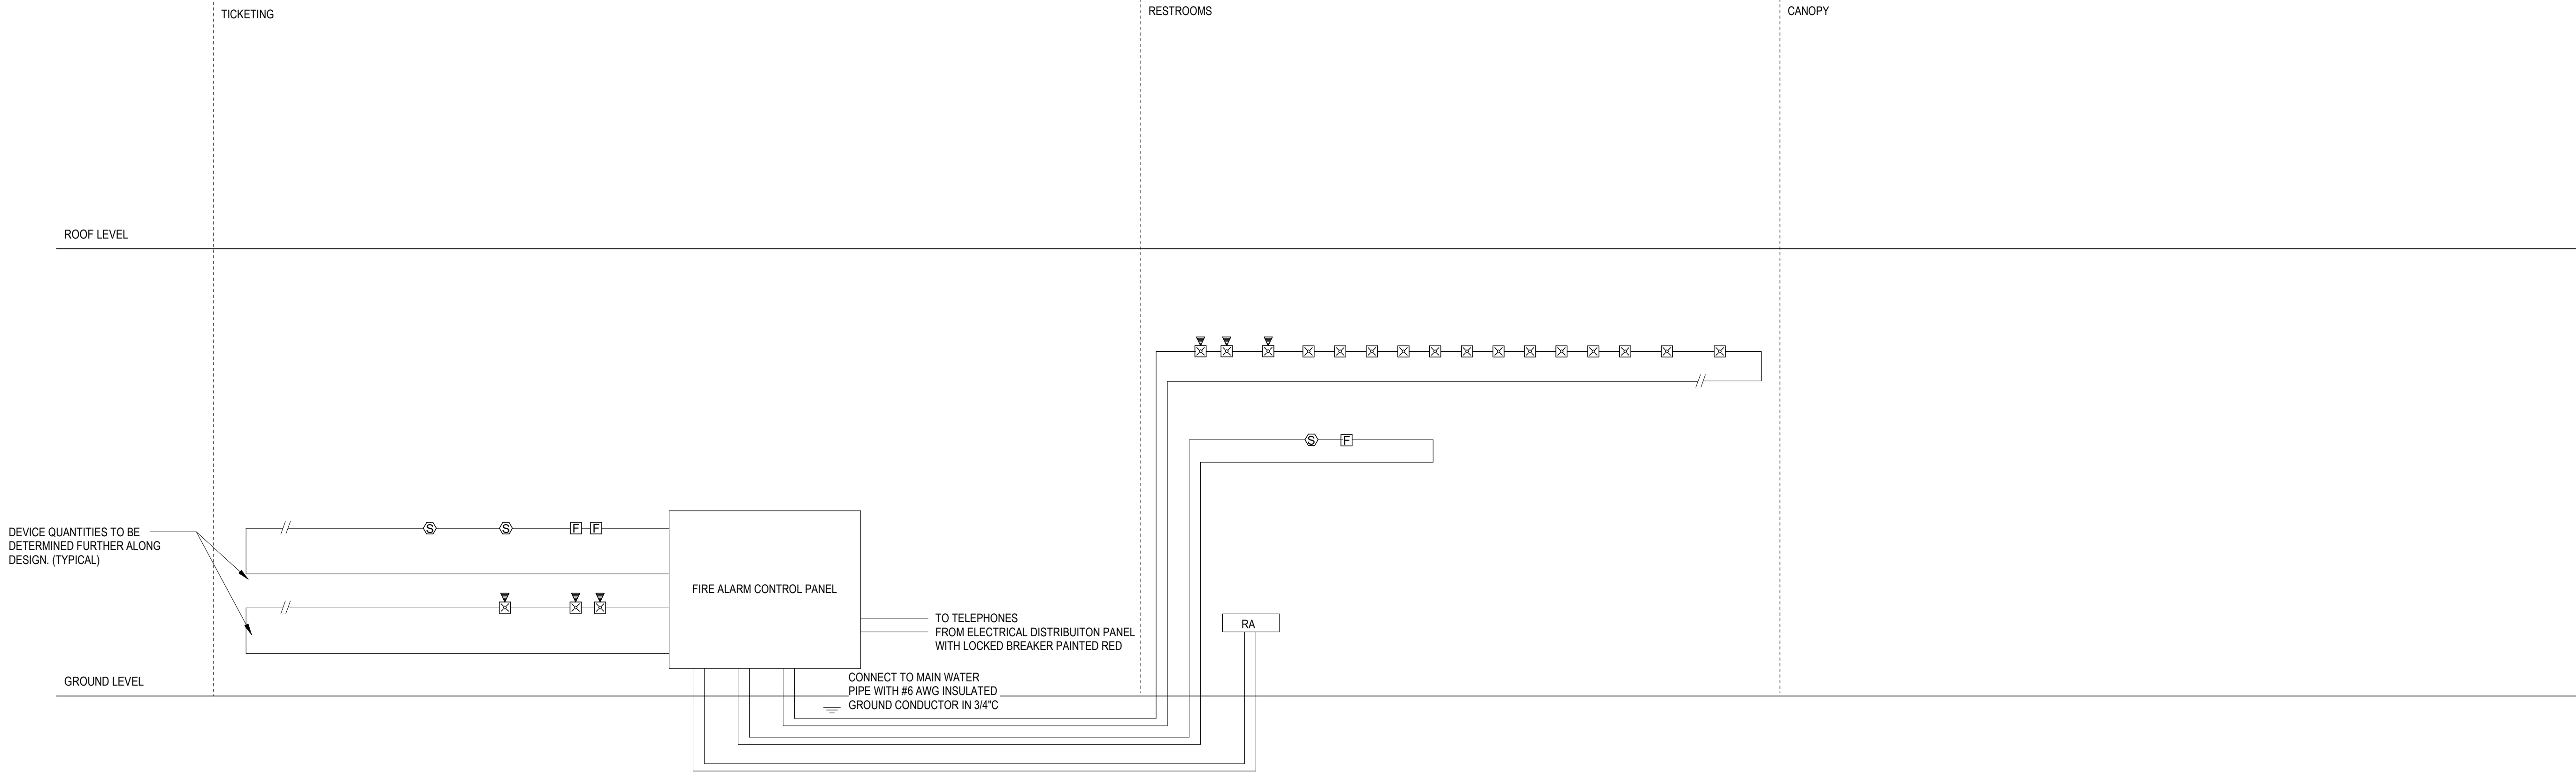 TICKETING
RESTROOMS
CANOPY
ROOF LEVEL
S
F
DEVICE QUANTITIES TO BE
DETERMINED FURTHER ALONG
DESIGN. (TYPICAL)
S
S
F
F
FIRE ALARM CONTROL PANEL
TO TELEPHONES
FROM ELECTRICAL DISTRIBUITON PANEL
WITH LOCKED BREAKER PAINTED RED
RA
GROUND LEVEL
CONNECT TO MAIN WATER
PIPE WITH #6 AWG INSULATED
GROUND CONDUCTOR IN 3/4"C